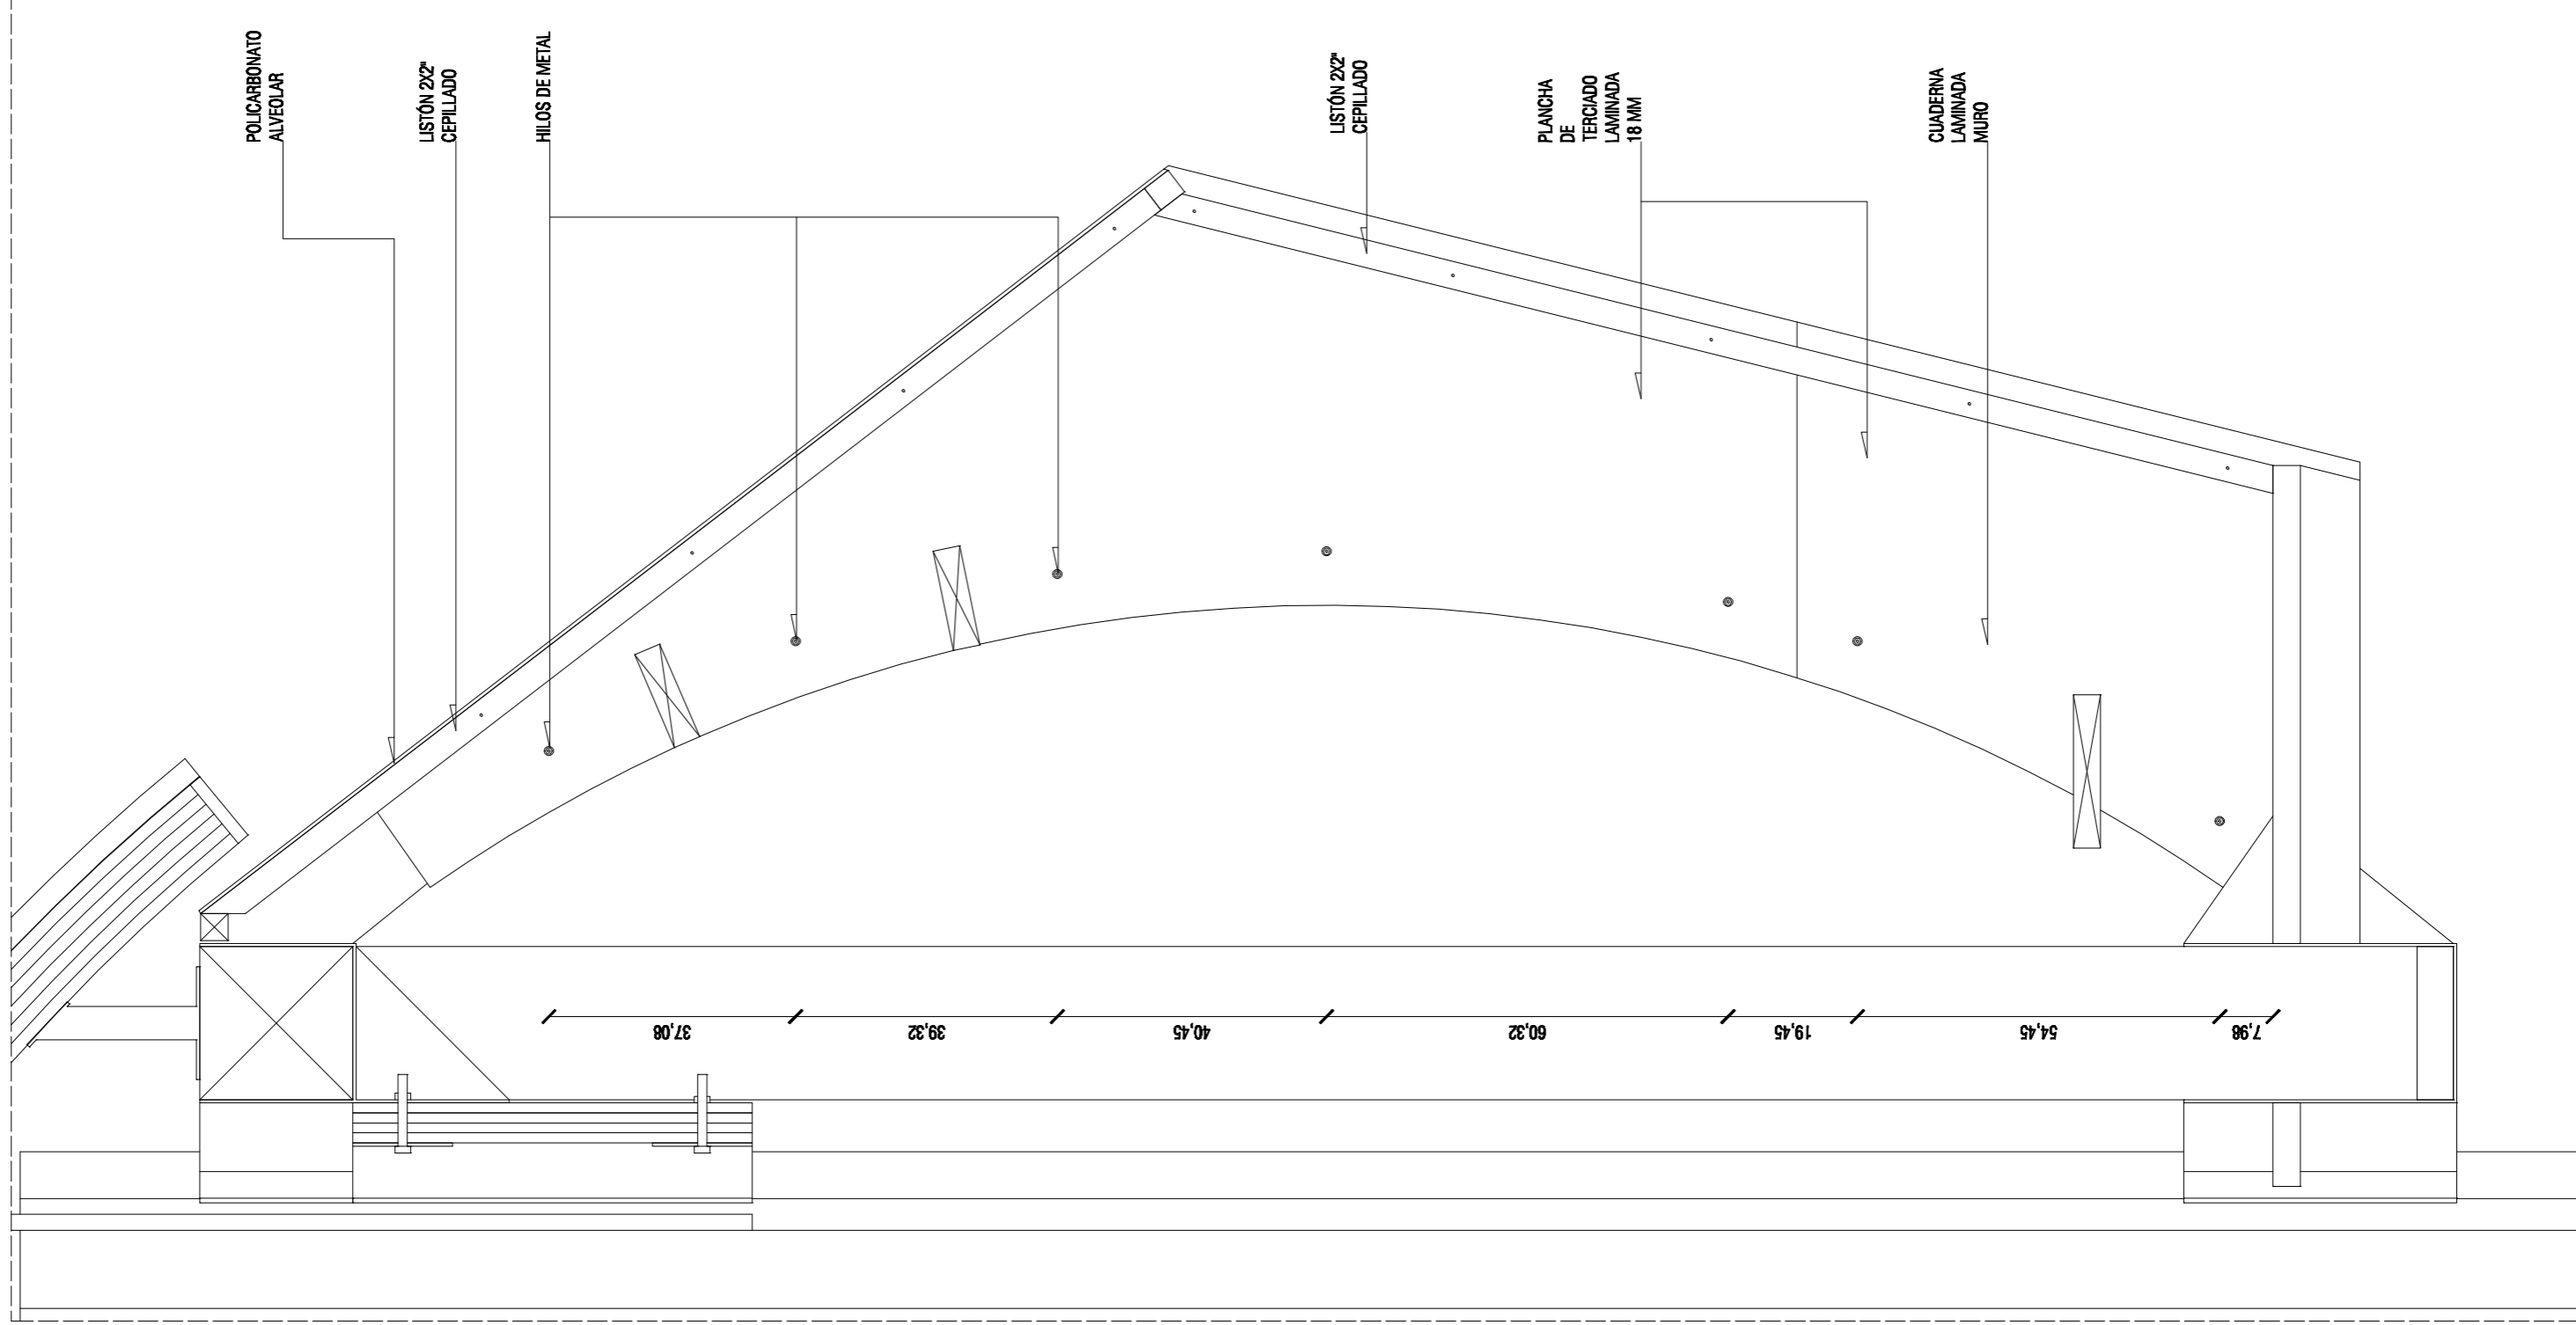 POLICARBONATO
ALVEOLAR
LISTÓN 2X2"
CEPILLADO
HILOS DE METAL
LISTÓN 2X2"
CEPILLADO
PLANCHA
DE
TERCIADO
LAMINADA
18 MM
CUADERNA
LAMINADA
MURO
37,08
39,32
40,45
60,32
19,45
54,45
7,98